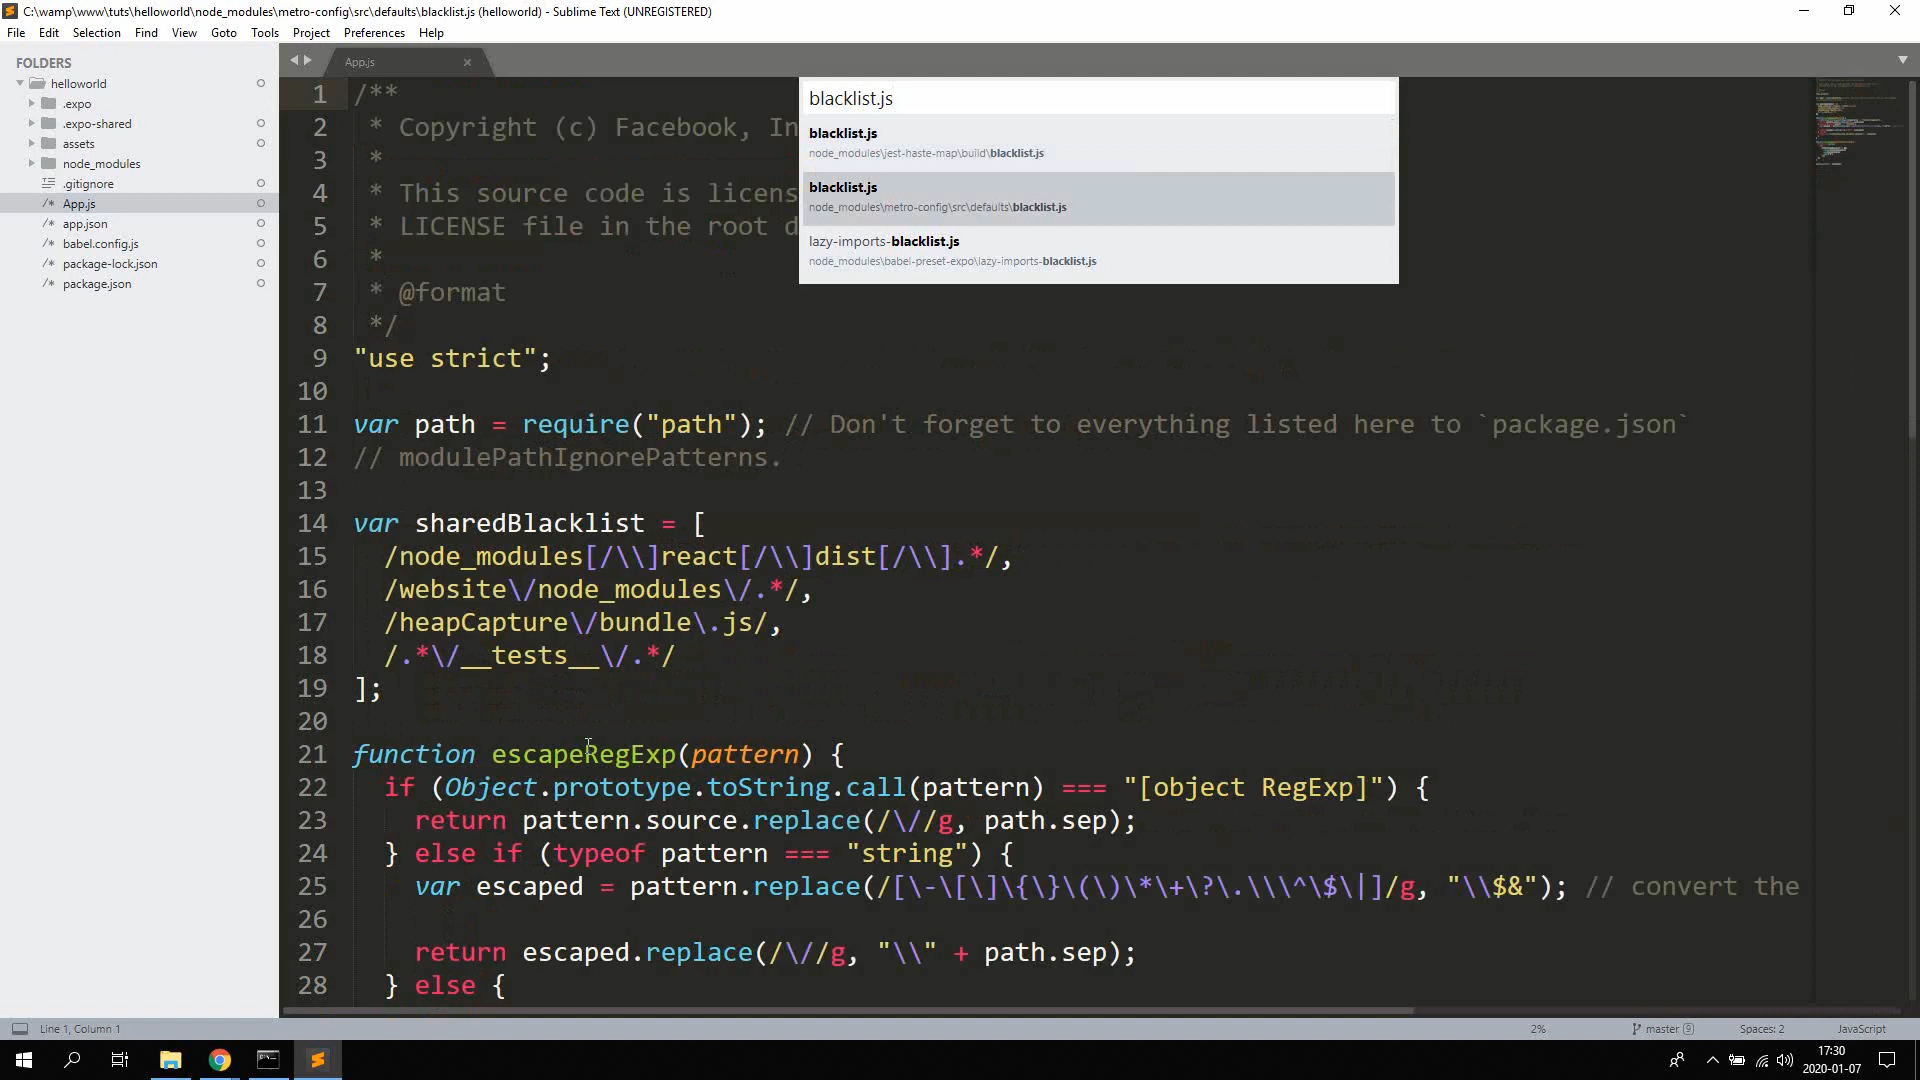 C:\wamp\www\tuts\helloworld\node_modules\metro-config\src\defaults\blacklist.js (helloworld) - Sublime Text (UNREGISTERED)
File Edit Selection Find View Goto Tools Project Preferences Help
FOLDERS
helloworld
.expo
.expo-shared
assets
node_modules
.gitignore
/* App.js
/* app.json
/* babel.config.js
/* package-lock.json
/* package.json
App.js
blacklist.js
blacklist.js
node_modules\jest-haste-map\build\blacklist.js
blacklist.js
node_modules\metro-config\src\defaults\blacklist.js
lazy-imports-blacklist.js
node_modules\babel-preset-expo\lazy-imports-blacklist.js
1 /**
2 * Copyright (c) Facebook, In
3 *
4 * This source code is licens
5 * LICENSE file in the root d
6 *
7 * @format
8 */
9 "use strict";
10
11 var path = require("path"); // Don't forget to everything listed here to `package.json`
12 // modulePathIgnorePatterns.
13
14 var sharedBlacklist = [
15 /node_modules[/\\]react[/\\]dist[/\\].*/,
16 /website\/node_modules\/.*/,
17 /heapCapture\/bundle\.js/,
18 /.*\/__tests__\/.*/
19 ];
20
21 function escapeRegExp(pattern) {
22 if (Object.prototype.toString.call(pattern) === "[object RegExp]") {
23 return pattern.source.replace(/\//g, path.sep);
24 } else if (typeof pattern === "string") {
25 var escaped = pattern.replace(/[\-\[\]\{\}\(\)\*\+\?\.\\\^\$\|]/g, "\\$&"); // convert the
26
27 return escaped.replace(/\//g, "\\" + path.sep);
28 } else {
Line 1, Column 1
2%
master 9
Spaces: 2
JavaScript
17:30
2020-01-07